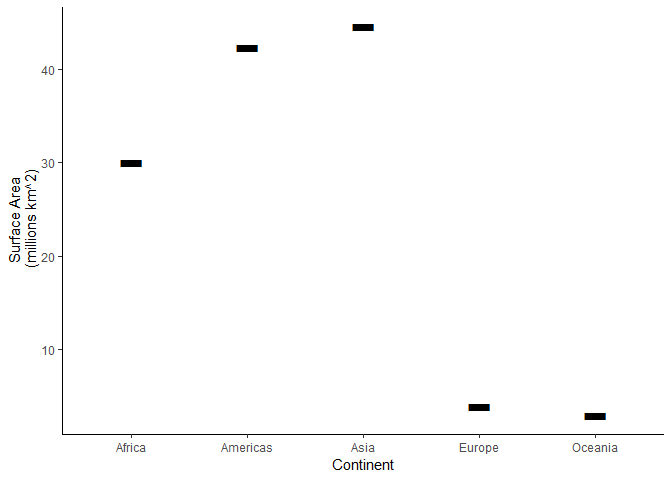 Surface Area
(millions km^2)
40
30
20
10
Africa Americas Asia Europe Oceania
Continent